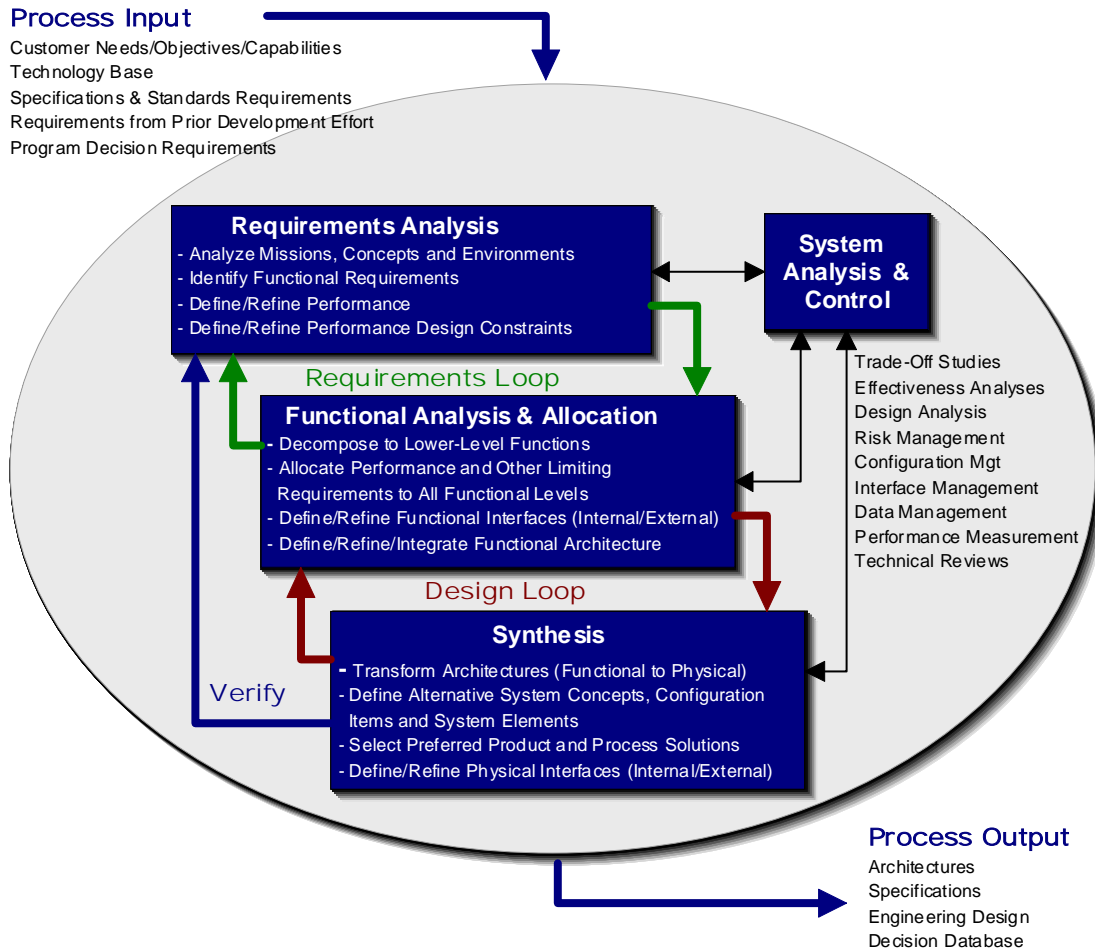 Process Input
Customer Needs/Objectives/Capabilities
Technology Base
Specifications & Standards Requirements
Requirements from Prior Development Effort
Program Decision Requirements
Requirements Analysis
- Analyze Missions, Concepts and Environments
- Identify Functional Requirements
- Define/Refine Performance
- Define/Refine Performance Design Constraints
System
Analysis &
Control
Requirements Loop
Trade-Off Studies
Effectiveness Analyses
Design Analysis
Risk Management
Configuration Mgt
Interface Management
Data Management
Performance Measurement
Technical Reviews
Functional Analysis & Allocation
- Decompose to Lower-Level Functions
- Allocate Performance and Other Limiting
Requirements to All Functional Levels
- Define/Refine Functional Interfaces (Internal/External)
- Define/Refine/Integrate Functional Architecture
Design Loop
Synthesis
- Transform Architectures (Functional to Physical)
- Define Alternative System Concepts, Configuration
Items and System Elements
- Select Preferred Product and Process Solutions
- Define/Refine Physical Interfaces (Internal/External)
Verify
Process Output
Architectures
Specifications
Engineering Design
Decision Database